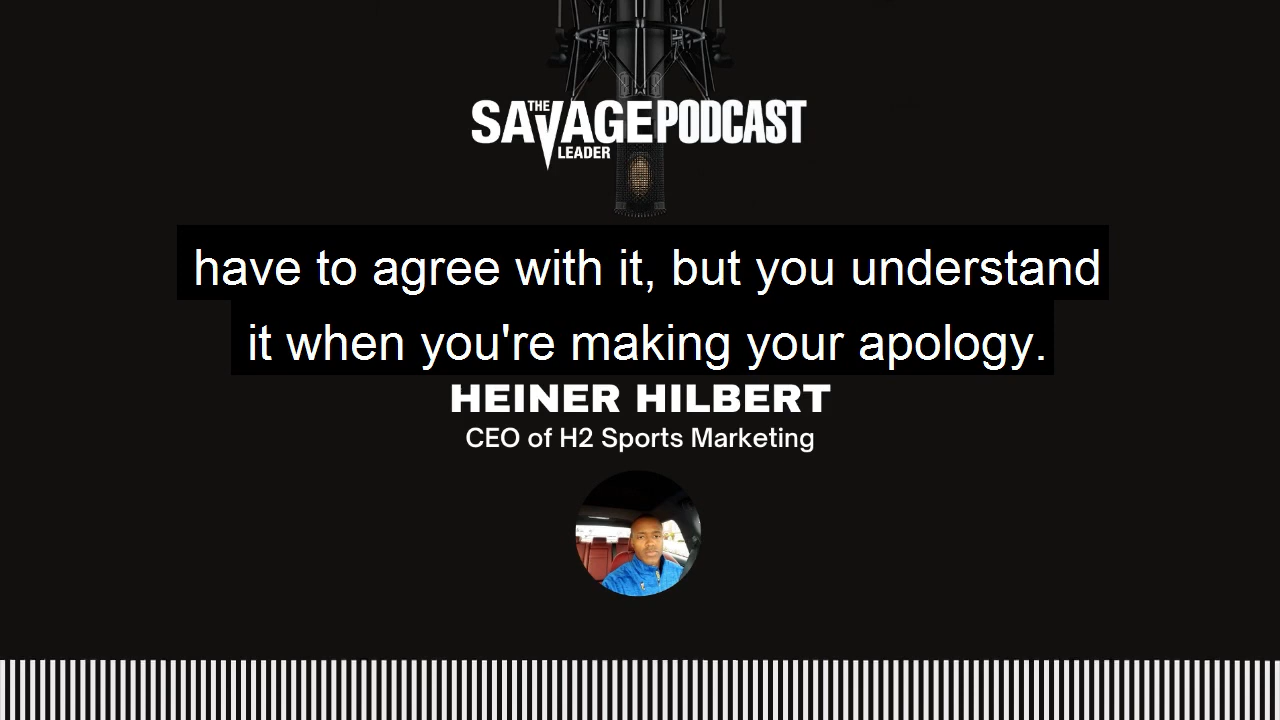 THE SAVAGE LEADER PODCAST
have to agree with it, but you understand
it when you're making your apology.
HEINER HILBERT
CEO of H2 Sports Marketing